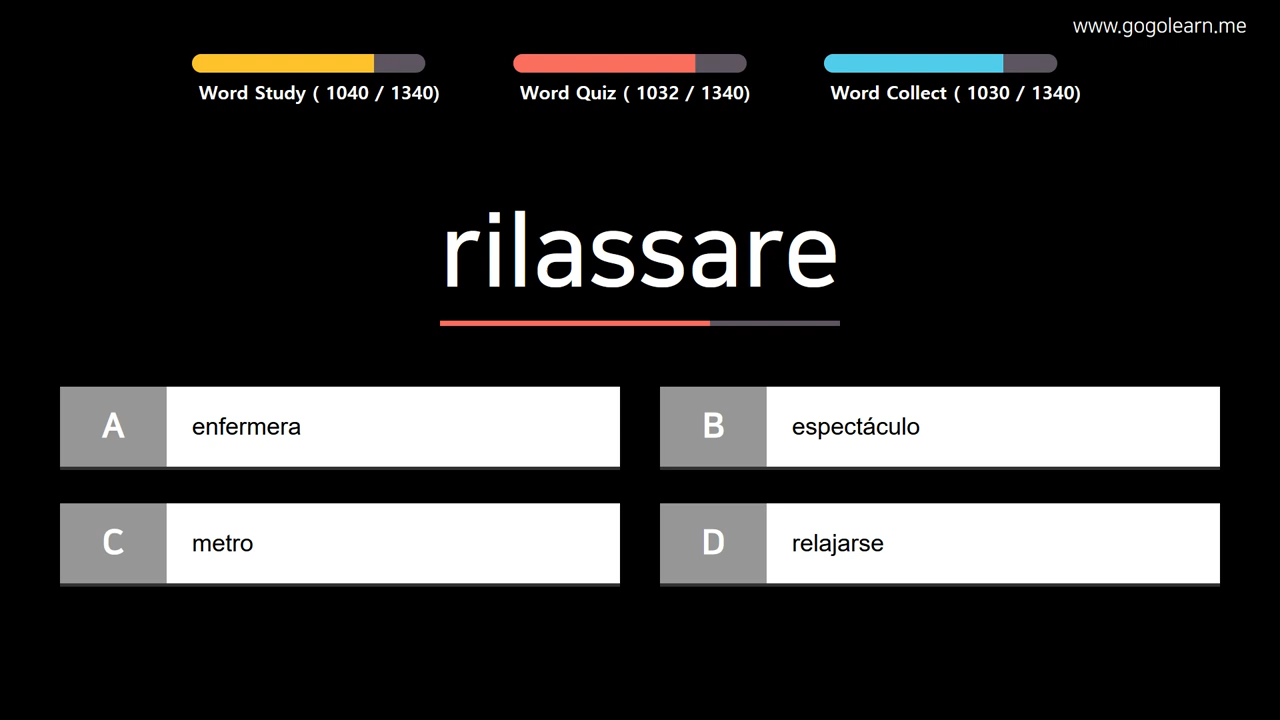 www.gogolearn.me
Word Study ( 1040 / 1340)
Word Quiz ( 1032 / 1340)
Word Collect ( 1030 / 1340)
rilassare
A enfermera
B espectáculo
C metro
D relajarse